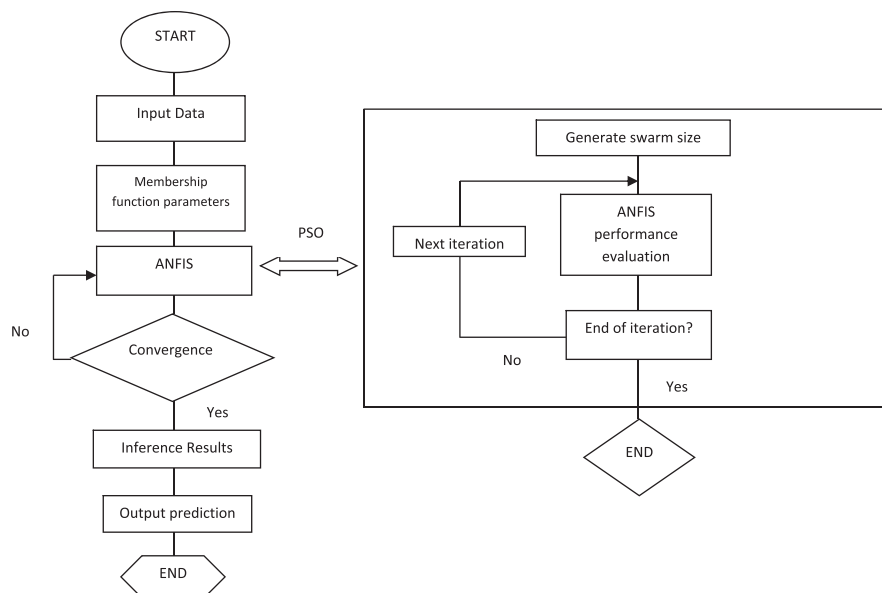 START
Input Data
Membership
function parameters
ANFIS
No
Convergence
Yes
Inference Results
Output prediction
END
PSO
Generate swarm size
ANFIS
performance
evaluation
Next iteration
End of iteration?
No
Yes
END